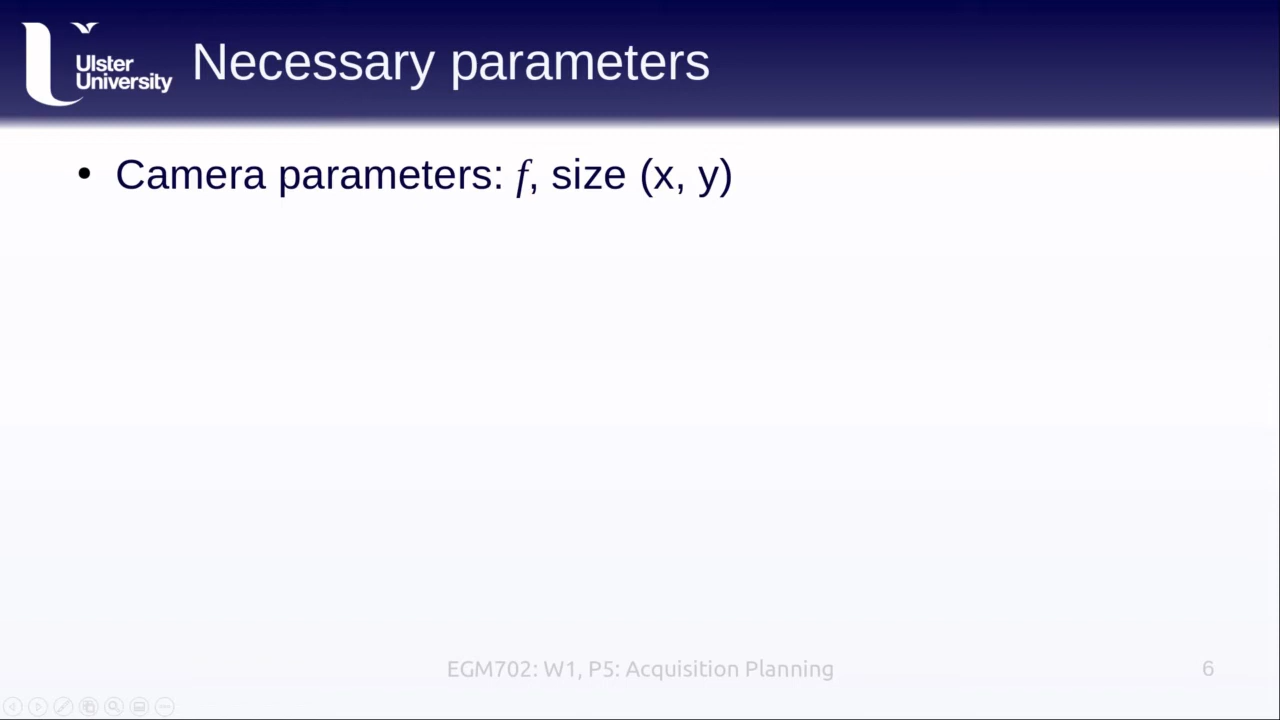 Ulster
University
Necessary parameters
• Camera parameters: f, size (x, y)
EGM702: W1, P5: Acquisition Planning
6